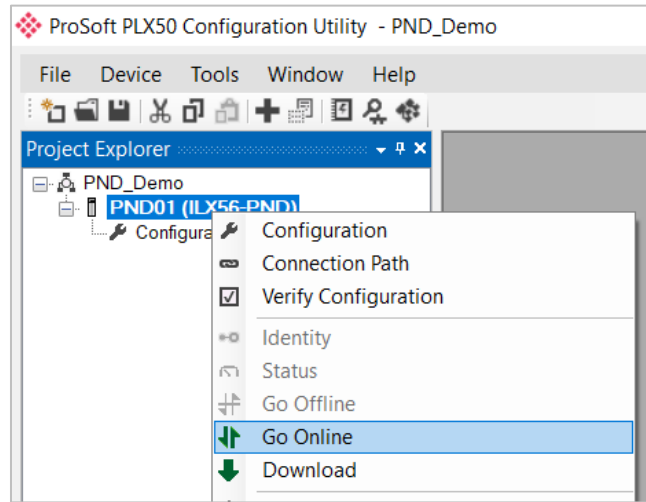 ProSoft PLX50 Configuration Utility - PND_Demo
File Device Tools Window Help
Project Explorer
PND_Demo
PND01 (ILX56-PND)
Configura
Configuration
Connection Path
Verify Configuration
Identity
Status
Go Offline
Go Online
Download